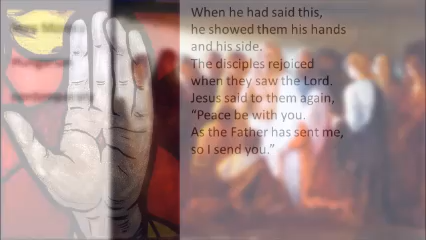 When he had said this,
he showed them his hands
and his side.
The disciples rejoiced
when they saw the Lord.
Jesus said to them again,
“Peace be with you.
As the Father has sent me,
so I send you.”